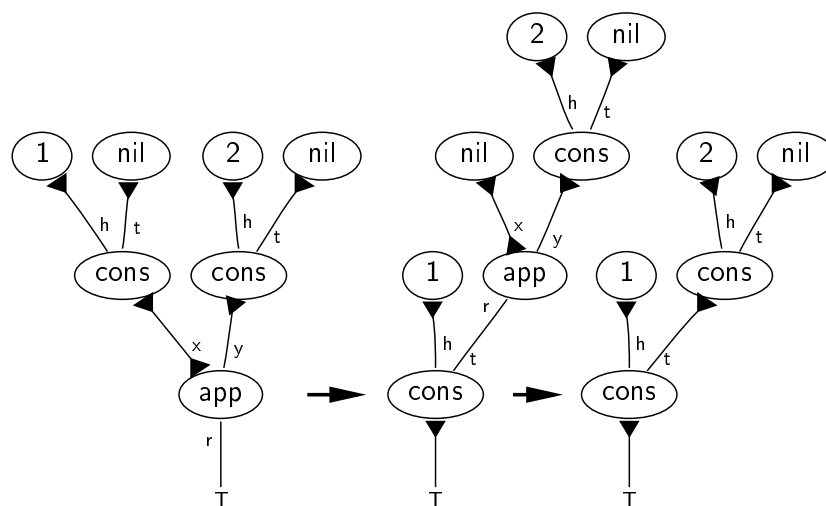 2 nil
h t
1 nil 2 nil nil cons 2 nil
h t h t x y h t
cons cons 1 app 1 cons
r
x y h t h t
app cons cons
r
T T T